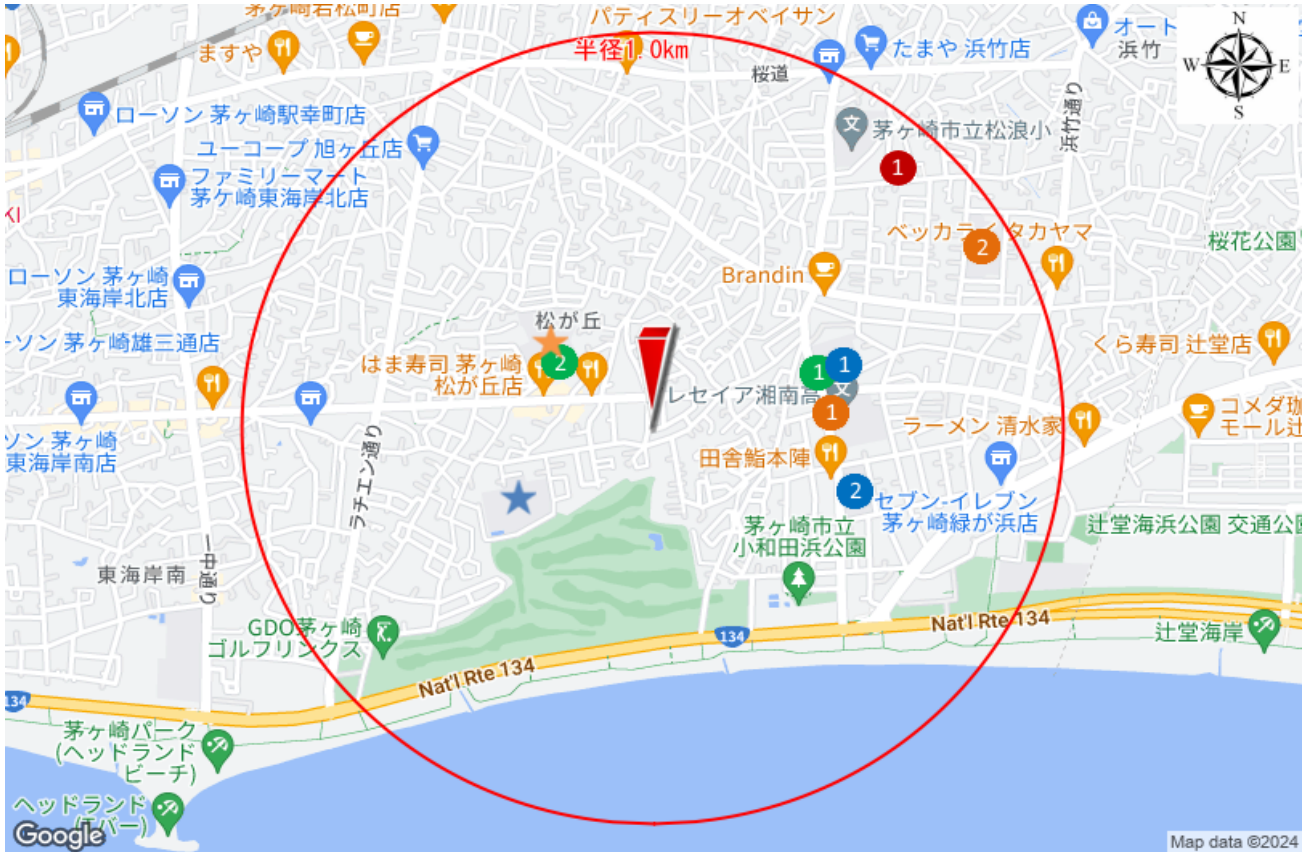 茅ヶ崎岩松町店
パティスリーオベイサン
ますや
半径1.0km
たまや 浜竹店
オート
浜竹
N
W
E
S
桜道
ローソン 茅ヶ崎駅幸町店
茅ヶ崎市立松浪小
浜竹通り
ユーコープ 旭ヶ丘店
ファミリーマート
茅ケ崎東海岸北店
1
KI
ベッカライ タカヤマ
2
桜花公園
ローソン 茅ヶ崎
東海岸北店
Brandin
松が丘
ーソン 茅ヶ崎雄三通店
はま寿司 茅ヶ崎
松が丘店
2
1
1
くら寿司 辻堂店
レセイア湘南高
1
コメダ珈
モール辻
ラーメン 清水家
ソン 茅ヶ崎
東海岸南店
ラチエン通り
田舎鮨本陣
2
セブン-イレブン
茅ヶ崎緑が浜店
茅ヶ崎市立
小和田浜公園
辻堂海浜公園 交通公
一中通り
東海岸南
GDO茅ヶ崎
ゴルフリンクス
134
Nat'l Rte 134
辻堂海岸
Nat'l Rte 134
134
茅ヶ崎パーク
(ヘッドランド
ビーチ)
ヘッドランド
バー)
Google
Map data ©2024